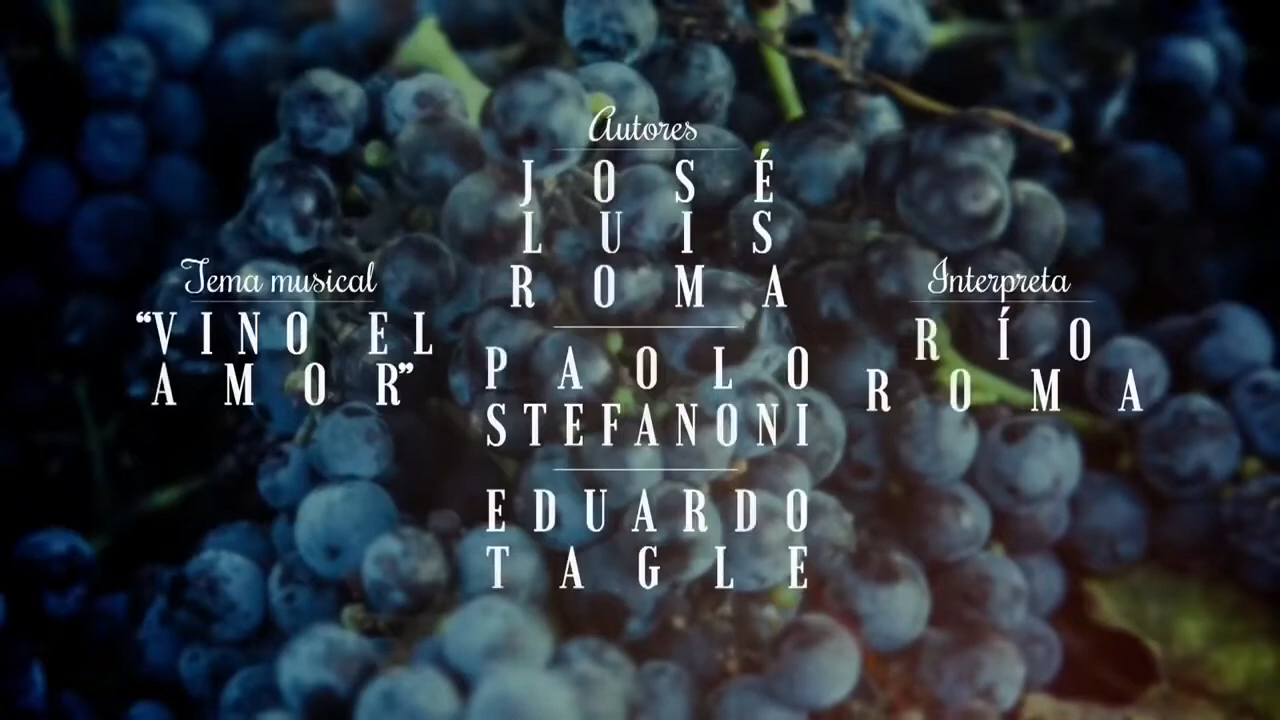 Tema musical
“VINO EL
AMOR”
Autores
JOSÉ
LUIS
ROMA
PAOLO
STEFANONI
EDUARDO
TAGLE
Interpreta
RÍO
ROMA